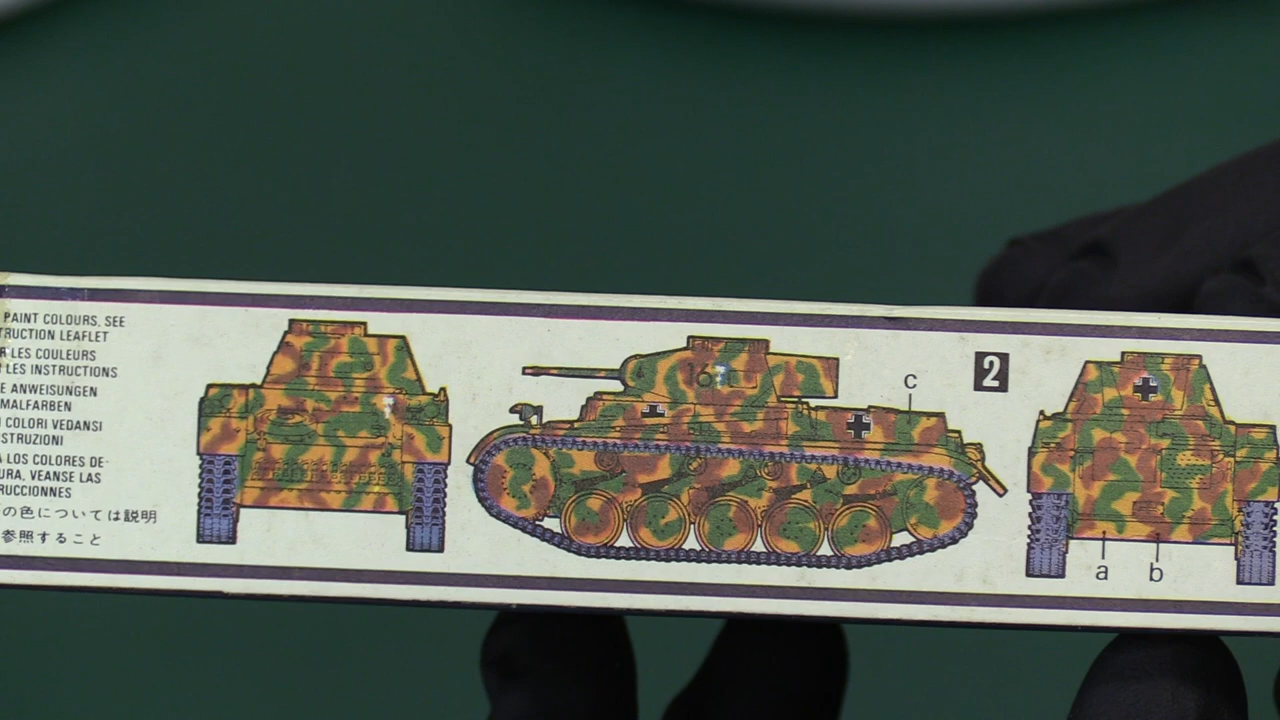 PAINT COLOURS, SEE
TRUCTION LEAFLET
R LES COULEURS
LES INSTRUCTIONS
E ANWEISUNGEN
MALFARBEN
COLORI VEDANSI
STRUZIONI
A LOS COLORES DE-
URA, VEANSE LAS
RUCCIONNES
の色については説明
参照すること
c
2
a b